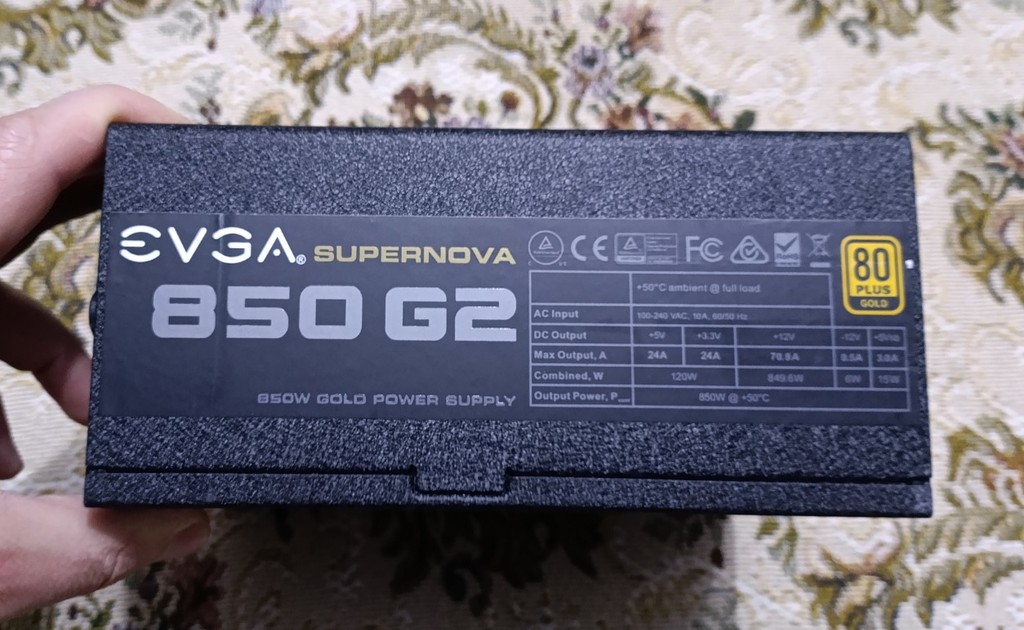 EVGA® SUPERNOVA
850 G2
850W GOLD POWER SUPPLY
FC
80
PLUS
GOLD
+50°C ambient @ full load
AC Input 100-240 VAC, 10A, 60/50 Hz
DC Output +5V +3.3V +12V -12V +5Vsb
Max Output, A 24A 24A 70.8A 0.5A 3.0A
Combined, W 120W 849.6W 6W 15W
Output Power, P 850W @ +50°C